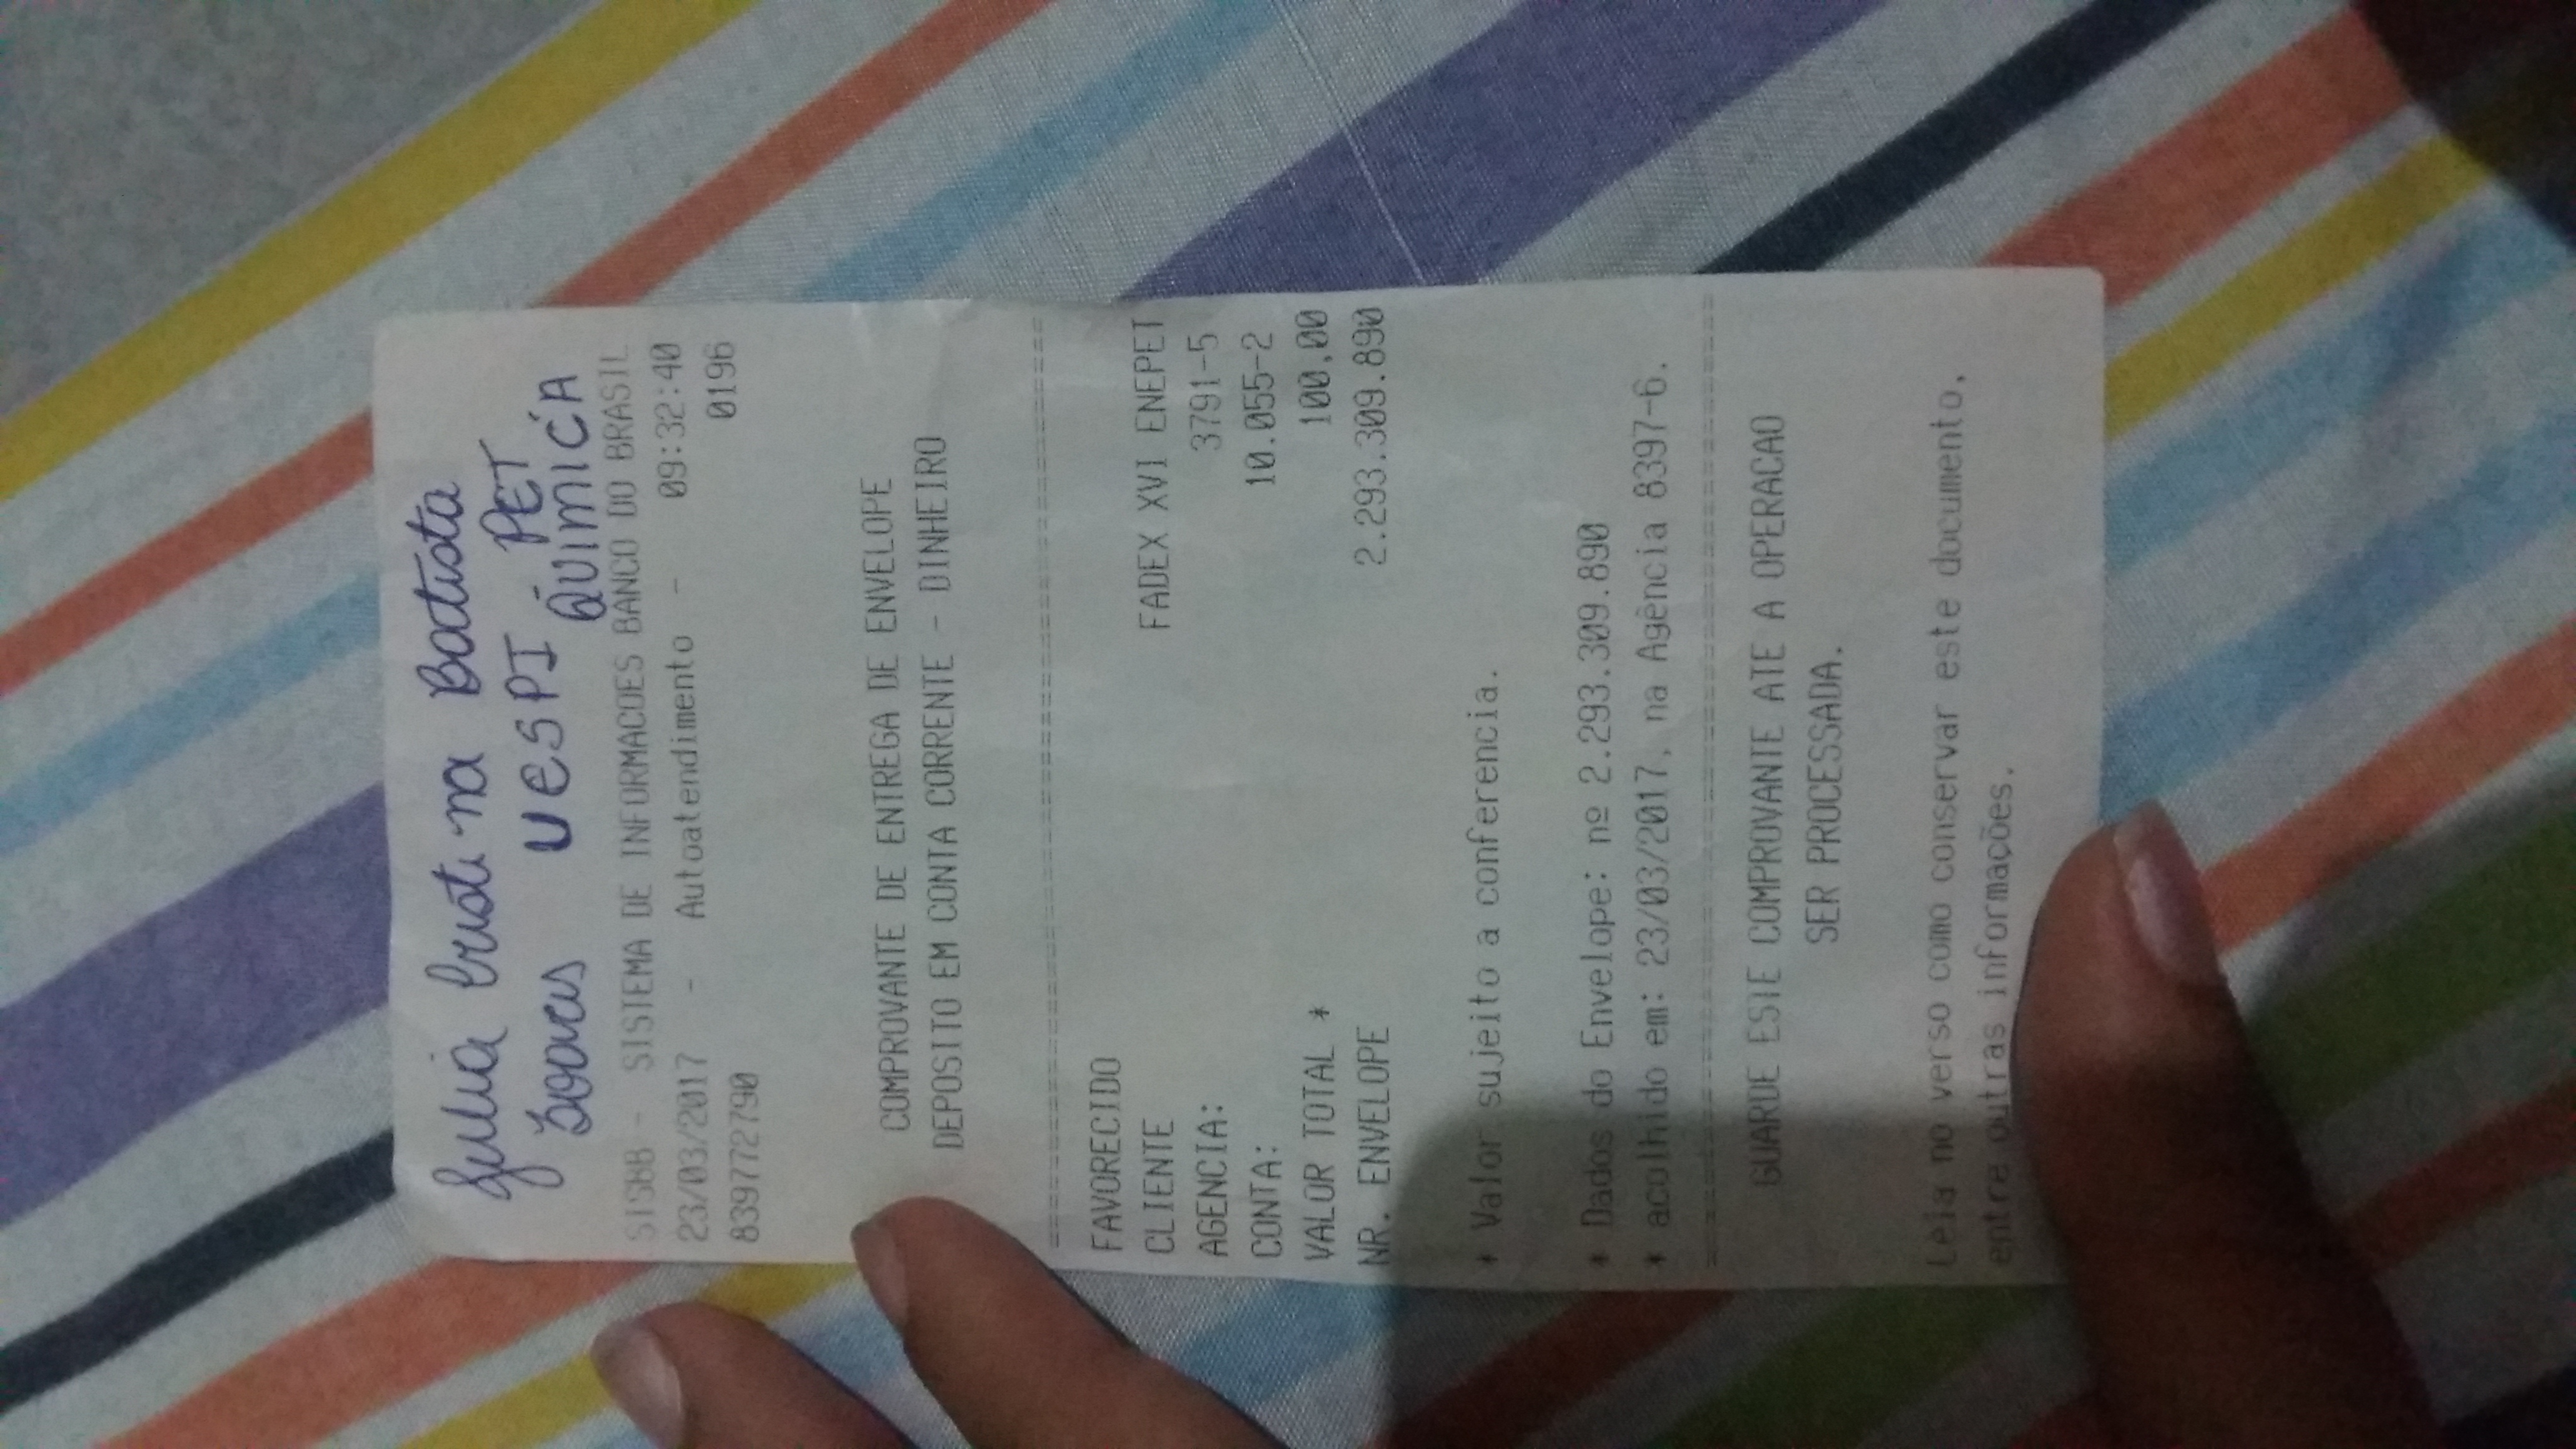 Julia Cristina Batista
Soares UESPI - PET
QUIMICA
SISBB - SISTEMA DE INFORMACOES BANCO DO BRASIL
23/03/2017 - Autoatendimento - 09:32:40
839772790 0196
COMPROVANTE DE ENTREGA DE ENVELOPE
DEPOSITO EM CONTA CORRENTE - DINHEIRO
FAVORECIDO
CLIENTE FADEX XVI ENEPET
AGENCIA: 3791-5
CONTA: 10.055-2
VALOR TOTAL * 100,00
NR. ENVELOPE 2.293.309.890
* Valor sujeito a conferencia.
* Dados do Envelope: nº 2.293.309.890
* acolhido em: 23/03/2017, na Agência 8397-6.
GUARDE ESTE COMPROVANTE ATE A OPERACAO
SER PROCESSADA.
Leia no verso como conservar este documento,
entre outras informações.